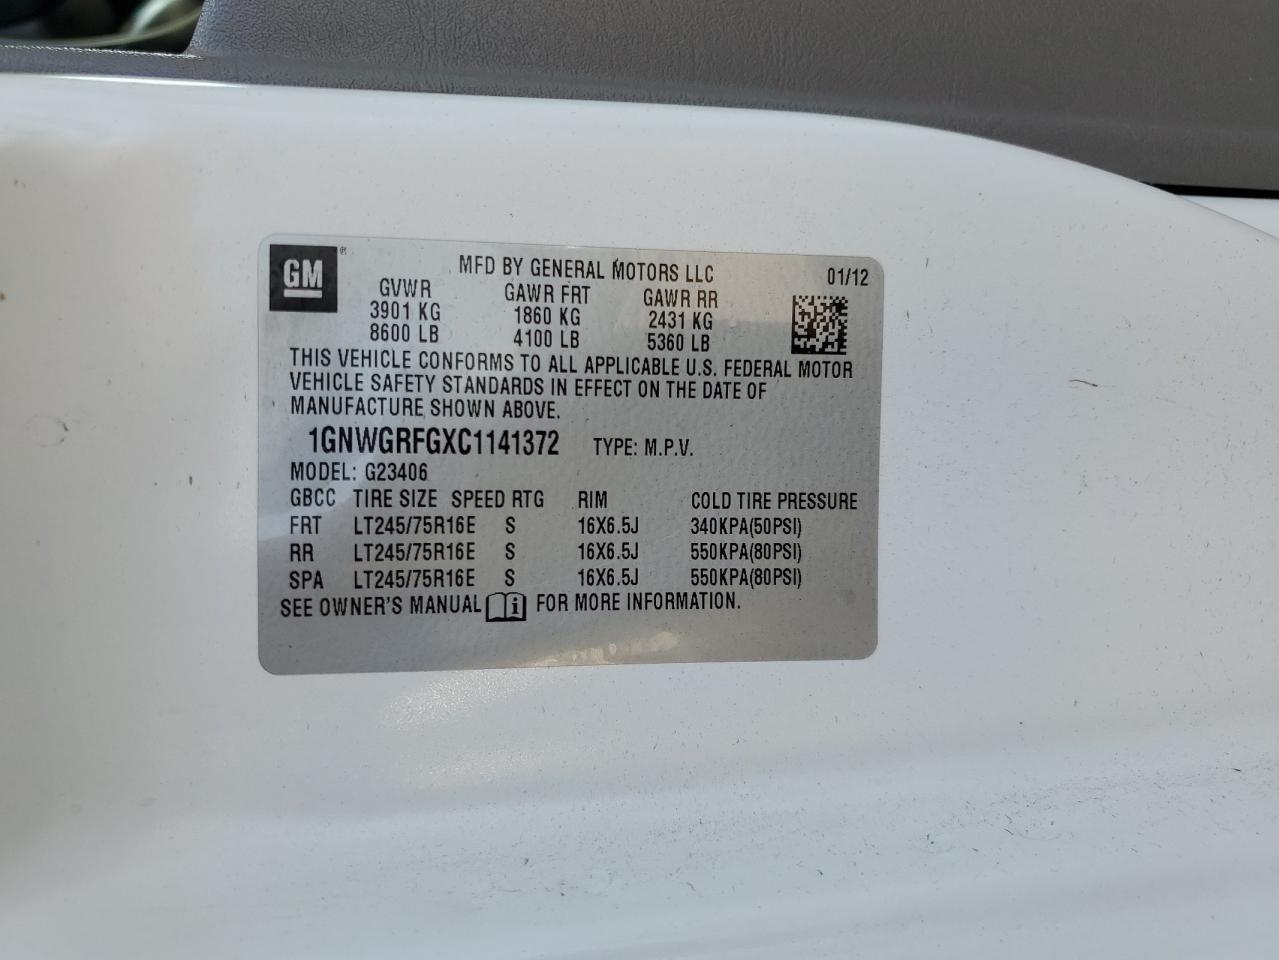 GM ® MFD BY GENERAL MOTORS LLC 01/12
GVWR GAWR FRT GAWR RR
3901 KG 1860 KG 2431 KG
8600 LB 4100 LB 5360 LB
THIS VEHICLE CONFORMS TO ALL APPLICABLE U.S. FEDERAL MOTOR
VEHICLE SAFETY STANDARDS IN EFFECT ON THE DATE OF
MANUFACTURE SHOWN ABOVE.
1GNWGRFGXC1141372 TYPE: M.P.V.
MODEL: G23406
GBCC TIRE SIZE SPEED RTG RIM COLD TIRE PRESSURE
FRT LT245/75R16E S 16X6.5J 340KPA(50PSI)
RR LT245/75R16E S 16X6.5J 550KPA(80PSI)
SPA LT245/75R16E S 16X6.5J 550KPA(80PSI)
SEE OWNER'S MANUAL i FOR MORE INFORMATION.